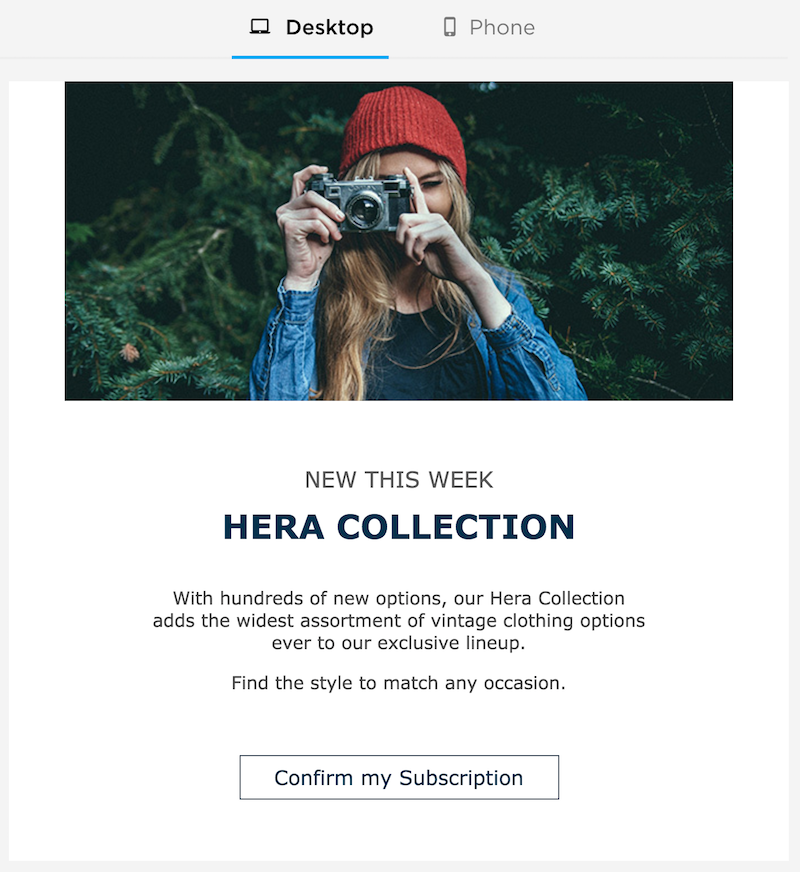 Desktop
Phone
NEW THIS WEEK
HERA COLLECTION
With hundreds of new options, our Hera Collection
adds the widest assortment of vintage clothing options
ever to our exclusive lineup.
Find the style to match any occasion.
Confirm my Subscription